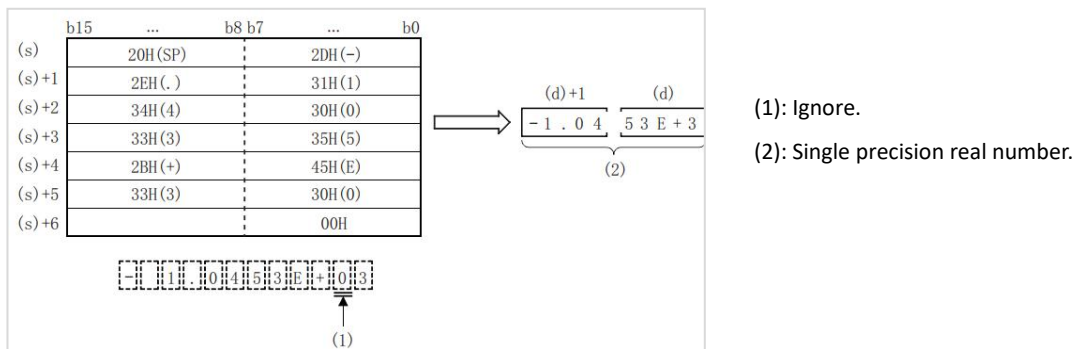 b15 ... b8 b7 ... b0
(s) 20H(SP) 2DH(-)
(s)+1 2EH(.) 31H(1)
(s)+2 34H(4) 30H(0)
(s)+3 33H(3) 35H(5)
(s)+4 2BH(+) 45H(E)
(s)+5 33H(3) 30H(0)
(s)+6 00H
- 1 . 0 4 5 3 E + 0 3
(1)
(d)+1 (d)
- 1 . 0 4 5 3 E + 3
(2)
(1): Ignore.
(2): Single precision real number.